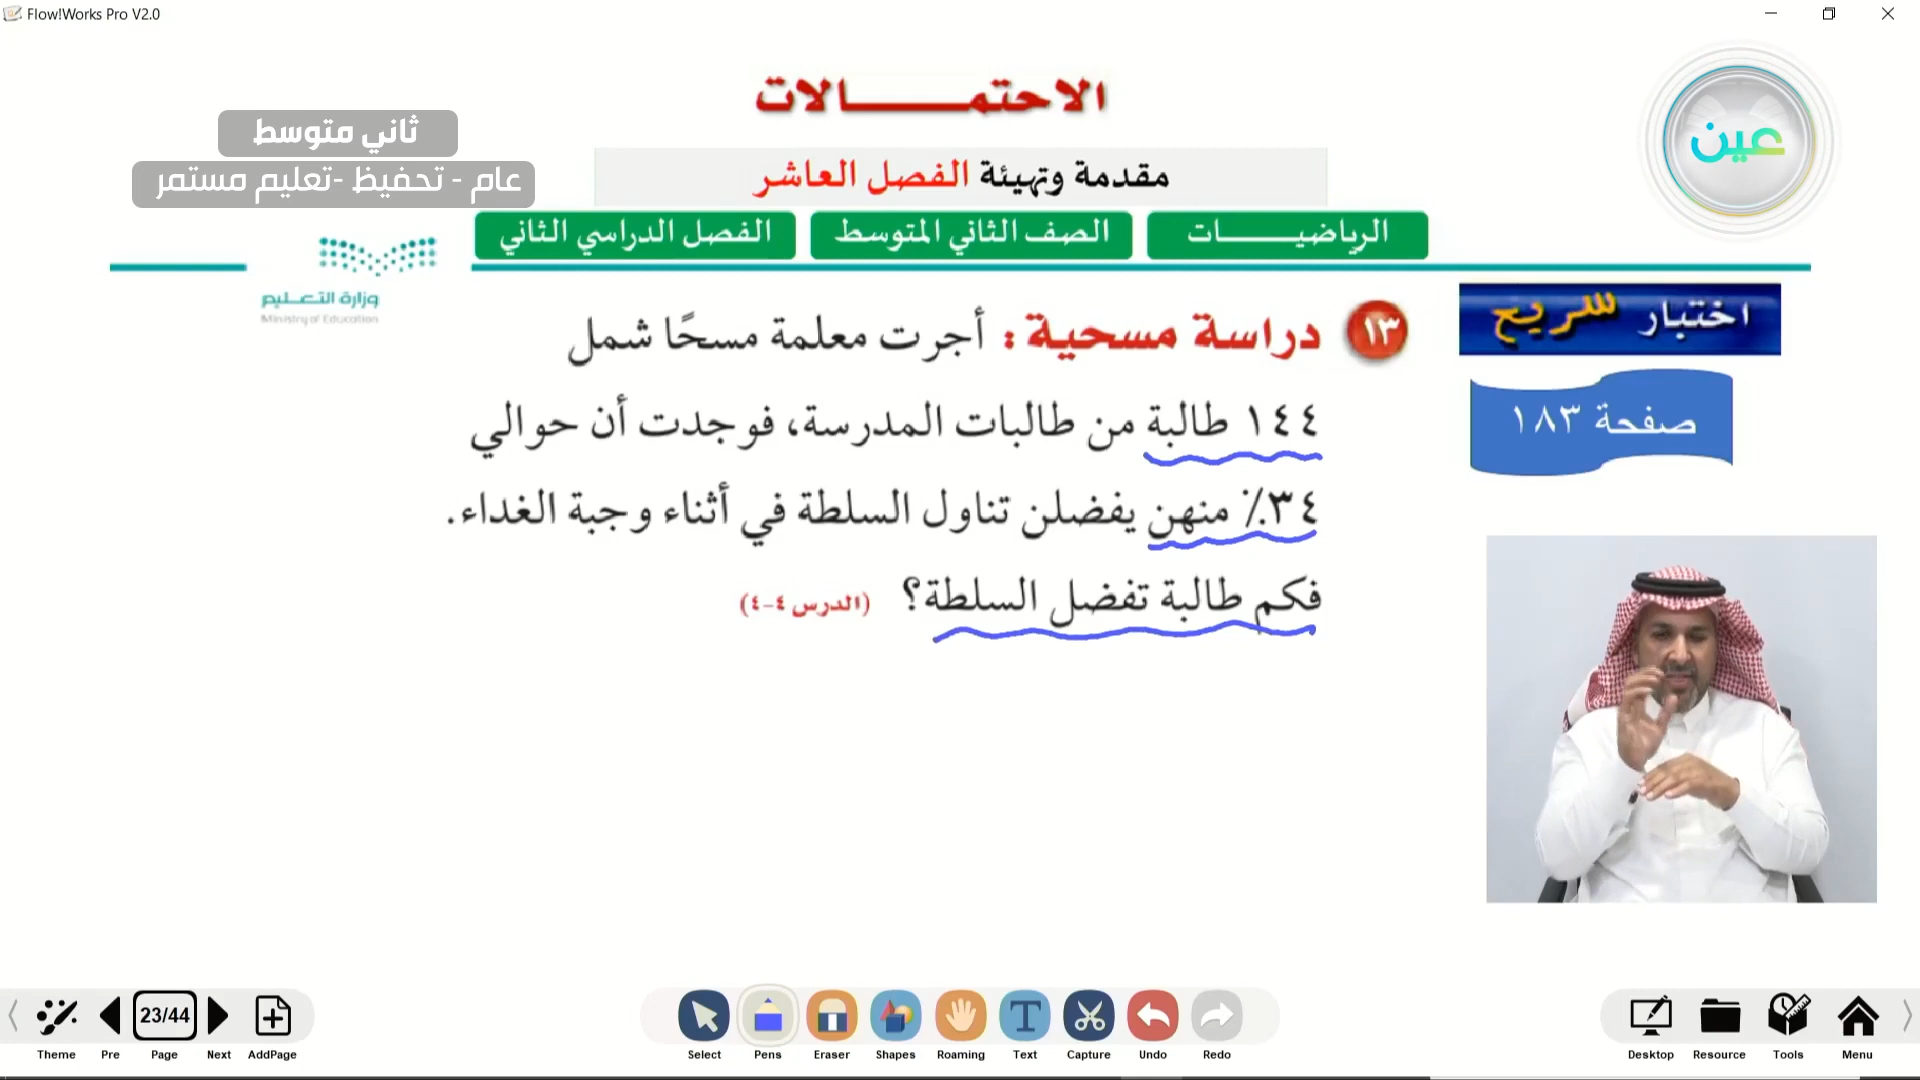 Flow!Works Pro V2.0
الاحتمــــــالات
عين
ثاني متوسط
عام - تحفيظ -تعليم مستمر
مقدمة وتهيئة الفصل العاشر
الرياضيـــــات
الصف الثاني المتوسط
الفصل الدراسي الثاني
وزارة التعليم
Ministry of Education
اختبار سريع
صفحة ١٨٣
١٣ دراسة مسحية : أجرت معلمة مسحًا شمل
١٤٤ طالبة من طالبات المدرسة، فوجدت أن حوالي
٣٤٪ منهن يفضلن تناول السلطة في أثناء وجبة الغداء.
فكم طالبة تفضل السلطة؟ (الدرس ٤-٤)
23/44
Theme Pre Page Next AddPage
T
Select Pens Eraser Shapes Roaming Text Capture Undo Redo
Desktop Resource Tools Menu